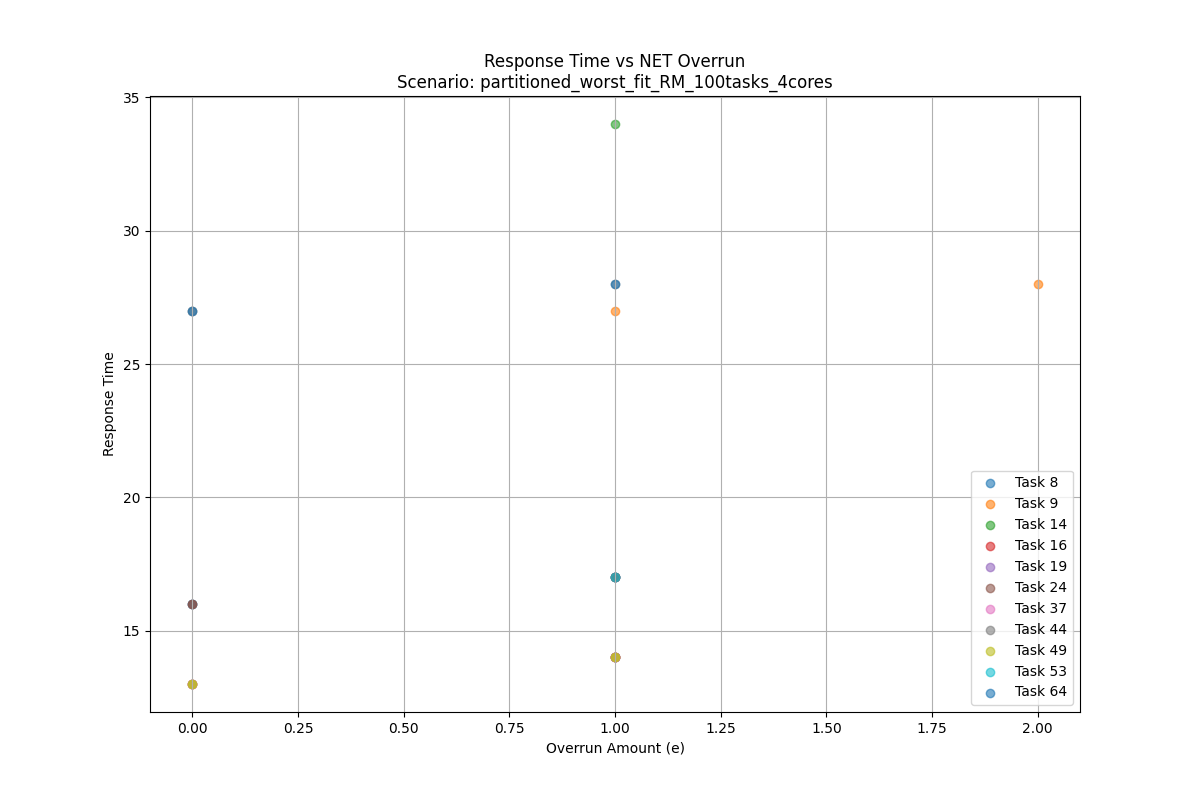 Response Time vs NET Overrun
Scenario: partitioned_worst_fit_RM_100tasks_4cores
35
30
25
20
15
Response Time
0.00 0.25 0.50 0.75 1.00 1.25 1.50 1.75 2.00
Overrun Amount (e)
Task 8
Task 9
Task 14
Task 16
Task 19
Task 24
Task 37
Task 44
Task 49
Task 53
Task 64